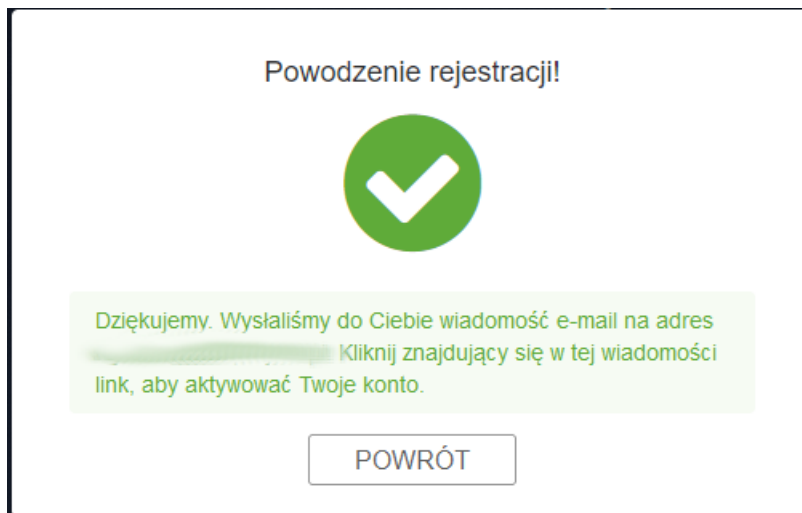 Powodzenie rejestracji!
Dziękujemy. Wysłaliśmy do Ciebie wiadomość e-mail na adres
Kliknij znajdujący się w tej wiadomości
link, aby aktywować Twoje konto.
POWRÓT